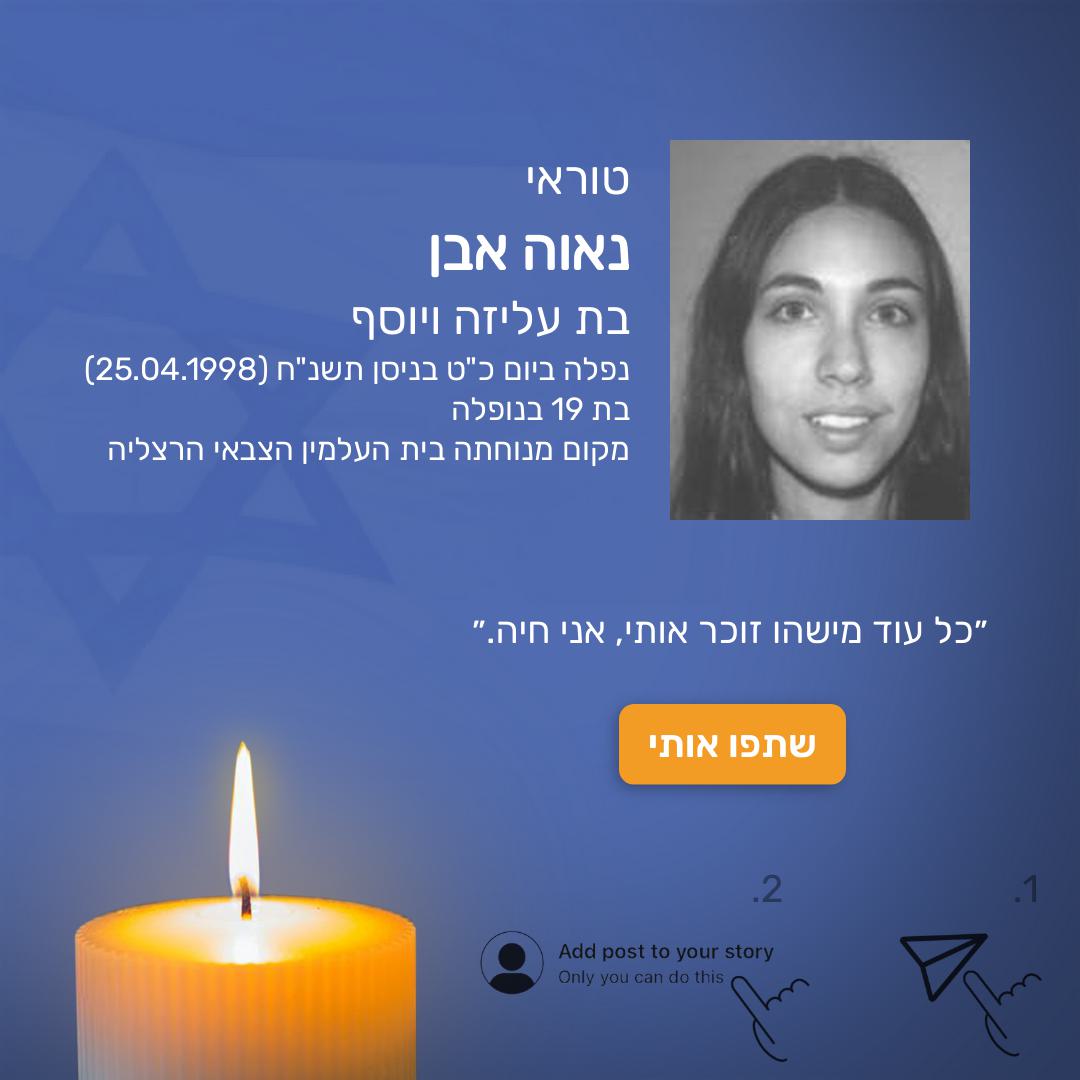 טוראי
נאוה אבן
בת עליזה ויוסף
נפלה ביום כ"ט בניסן תשנ"ח (25.04.1998)
בת 19 בנופלה
מקום מנוחתה בית העלמין הצבאי הרצליה
״כל עוד מישהו זוכר אותי, אני חיה.״
שתפו אותי
1.
2.
Add post to your story
Only you can do this